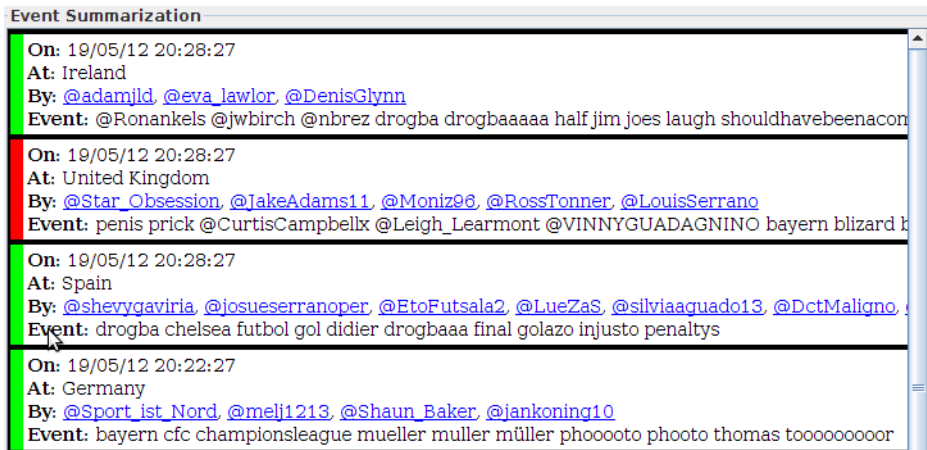 Event Summarization
On: 19/05/12 20:28:27
At: Ireland
By: @adamjld, @eva_lawlor, @DenisGlynn
Event: @Ronankels @jwbirch @nbrez drogba drogbaaaaa half jim joes laugh shouldhavebeenacom
On: 19/05/12 20:28:27
At: United Kingdom
By: @Star_Obsession, @JakeAdams11, @Moniz96, @RossTonner, @LouisSerrano
Event: penis prick @CurtisCampbellx @Leigh_Learmont @VINNYGUADAGNINO bayern blizard b
On: 19/05/12 20:28:27
At: Spain
By: @shevygaviria, @josueserranoper, @EtoFutsala2, @LueZaS, @silviaaguado13, @DctMaligno,
Event: drogba chelsea futbol gol didier drogbaaa final golazo injusto penaltys
On: 19/05/12 20:22:27
At: Germany
By: @Sport_ist_Nord, @melj1213, @Shaun_Baker, @jankoning10
Event: bayern cfc championsleague mueller muller müller phooooto phooto thomas tooooooooor